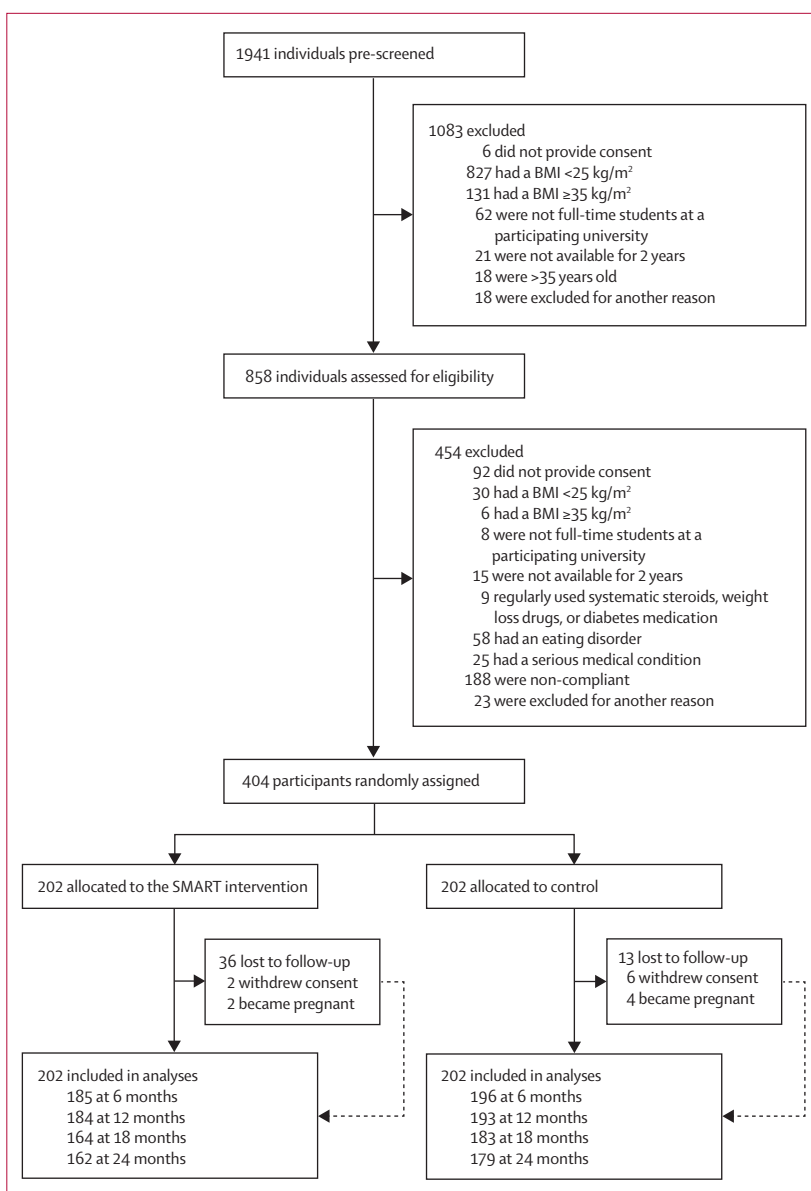 1941 individuals pre-screened
1083 excluded
6 did not provide consent
827 had a BMI <25 kg/m²
131 had a BMI ≥35 kg/m²
62 were not full-time students at a
participating university
21 were not available for 2 years
18 were >35 years old
18 were excluded for another reason
858 individuals assessed for eligibility
454 excluded
92 did not provide consent
30 had a BMI <25 kg/m²
6 had a BMI ≥35 kg/m²
8 were not full-time students at a
participating university
15 were not available for 2 years
9 regularly used systematic steroids, weight
loss drugs, or diabetes medication
58 had an eating disorder
25 had a serious medical condition
188 were non-compliant
23 were excluded for another reason
404 participants randomly assigned
202 allocated to the SMART intervention
202 allocated to control
36 lost to follow-up
2 withdrew consent
2 became pregnant
13 lost to follow-up
6 withdrew consent
4 became pregnant
202 included in analyses
185 at 6 months
184 at 12 months
164 at 18 months
162 at 24 months
202 included in analyses
196 at 6 months
193 at 12 months
183 at 18 months
179 at 24 months